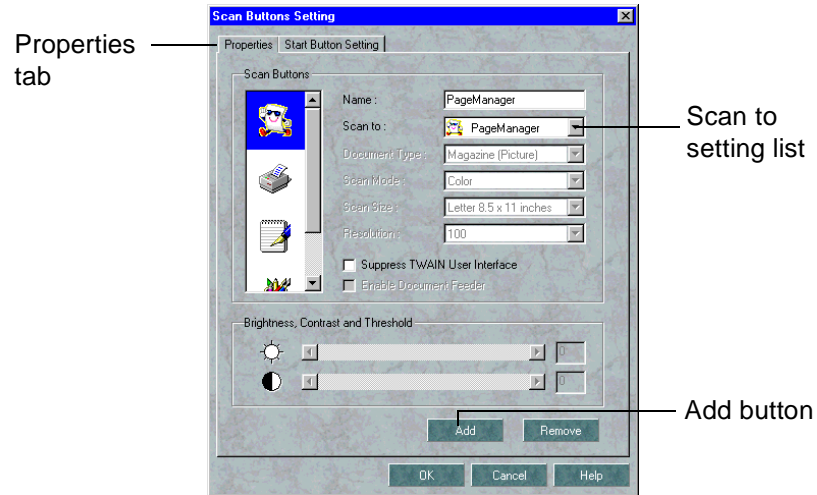 Scan Buttons Setting
Properties tab
Properties
Start Button Setting
Scan Buttons
Name :
PageManager
Scan to :
PageManager
Scan to setting list
Document Type :
Magazine (Picture)
Scan Mode :
Color
Scan Size :
Letter 8.5 x 11 inches
Resolution :
100
Suppress TWAIN User Interface
Enable Document Feeder
Brightness, Contrast and Threshold
0
0
Add
Remove
Add button
OK
Cancel
Help